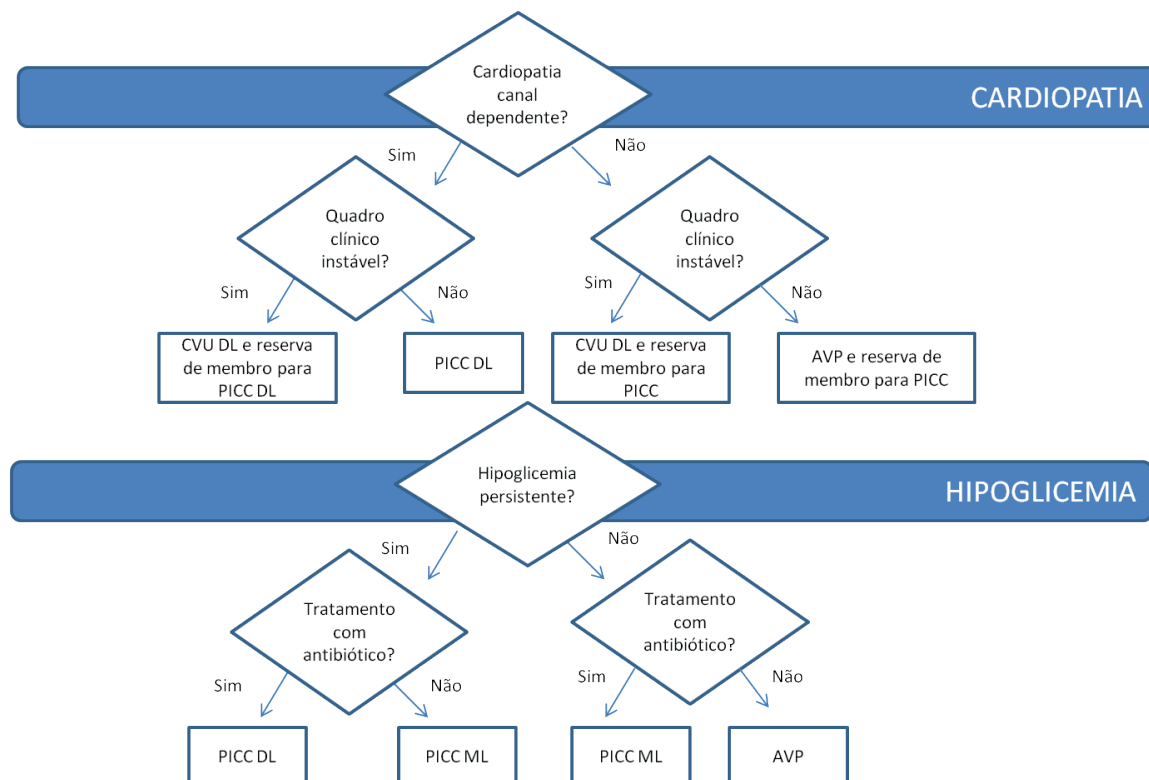 Cardiopatia
canal
dependente?
CARDIOPATIA
Sim
Não
Quadro
clínico
instável?
Quadro
clínico
instável?
Sim
Não
Sim
Não
CVU DL e reserva
de membro para
PICC DL
PICC DL
CVU DL e reserva
de membro para
PICC
AVP e reserva de
membro para PICC
Hipoglicemia
persistente?
HIPOGLICEMIA
Sim
Não
Tratamento
com
antibiótico?
Tratamento
com
antibiótico?
Sim
Não
Sim
Não
PICC DL
PICC ML
PICC ML
AVP